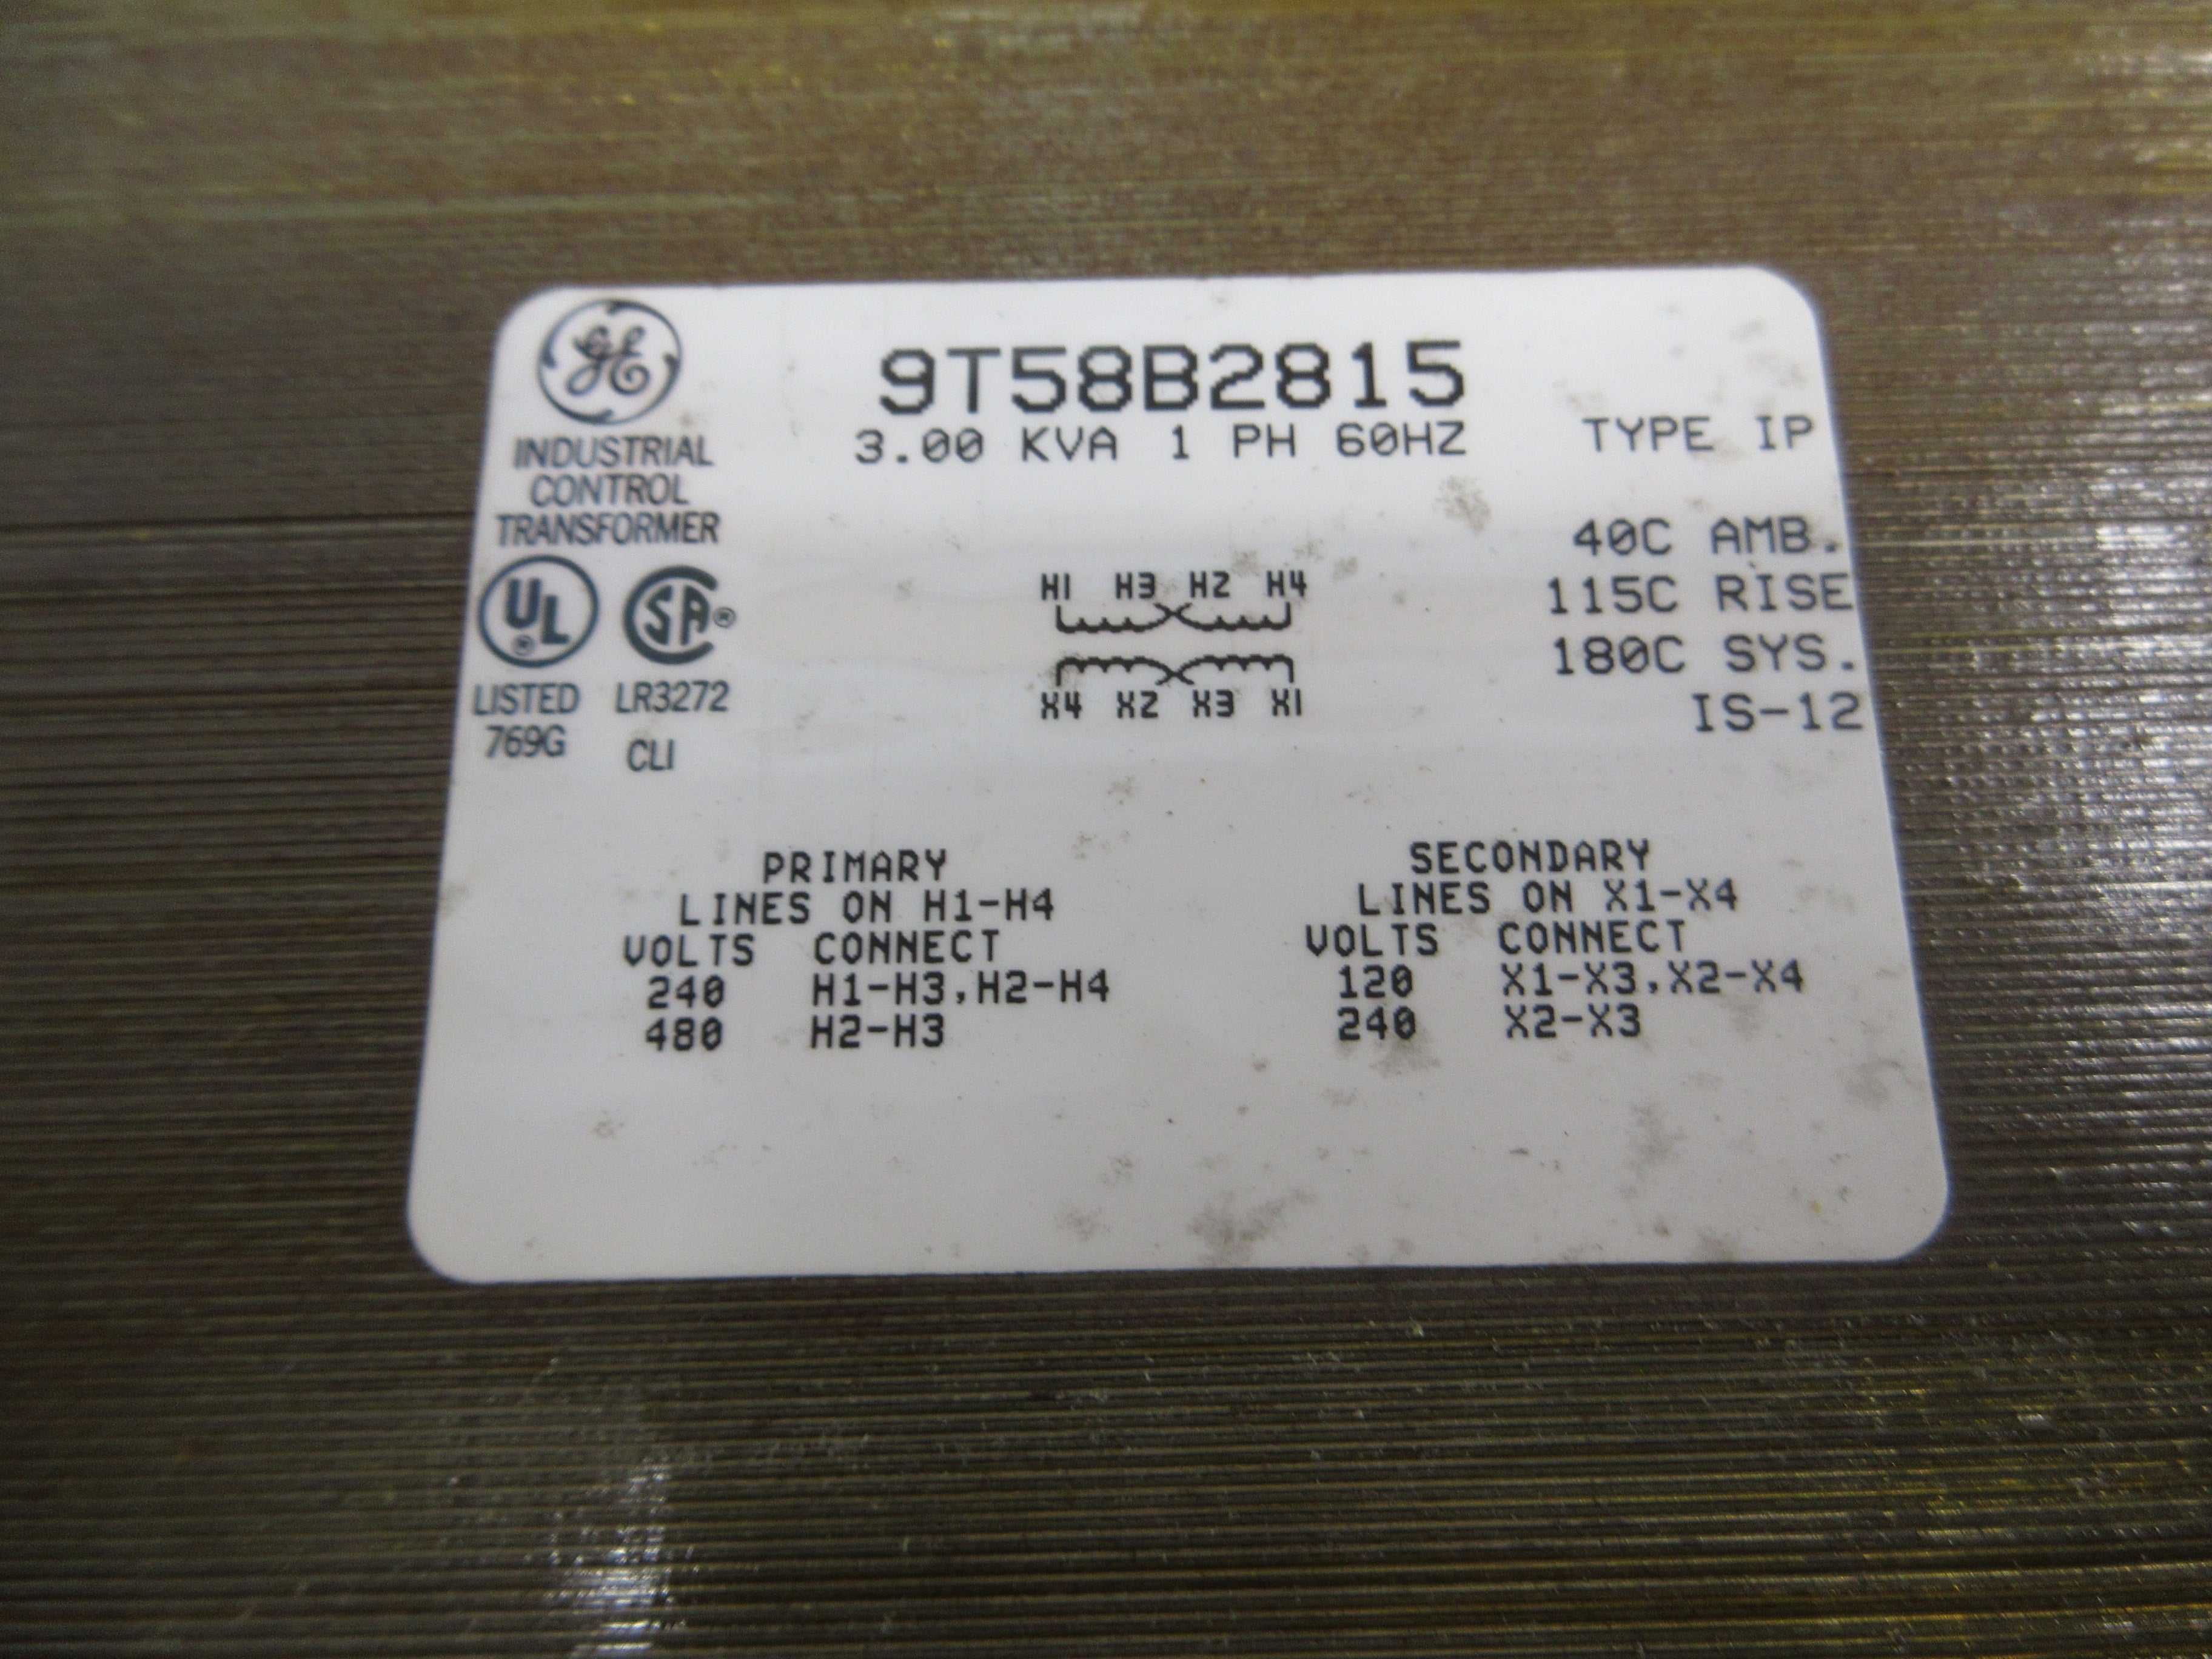 GE
INDUSTRIAL
CONTROL
TRANSFORMER
UL® SA®
LISTED LR3272
769G CLI
9T58B2815
3.00 KVA 1 PH 60HZ
TYPE IP
40C AMB.
115C RISE
180C SYS.
IS-12
H1 H3 H2 H4
X4 X2 X3 X1
PRIMARY
LINES ON H1-H4
VOLTS CONNECT
240 H1-H3,H2-H4
480 H2-H3
SECONDARY
LINES ON X1-X4
VOLTS CONNECT
120 X1-X3,X2-X4
240 X2-X3